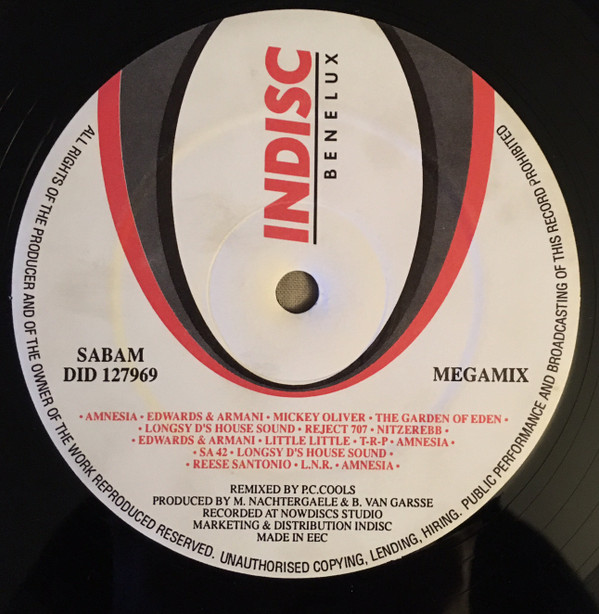 INDISC
BENELUX
SABAM
DID 127969
MEGAMIX
• AMNESIA • EDWARDS & ARMANI • MICKEY OLIVER • THE GARDEN OF EDEN •
• LONGSY D'S HOUSE SOUND • REJECT 707 • NITZEREBB •
• EDWARDS & ARMANI • LITTLE LITTLE • T-R-P • AMNESIA •
• SA 42 • LONGSY D'S HOUSE SOUND •
• REESE SANTONIO • L.N.R. • AMNESIA •
REMIXED BY P.C.COOLS
PRODUCED BY M. NACHTERGAELE & B. VAN GARSSE
RECORDED AT NOWDISCS STUDIO
MARKETING & DISTRIBUTION INDISC
MADE IN EEC
ALL RIGHTS OF THE PRODUCER AND OF THE OWNER OF THE WORK REPRODUCED RESERVED. UNAUTHORISED COPYING, LENDING, HIRING. PUBLIC PERFORMANCE AND BROADCASTING OF THIS RECORD PROHIBITED